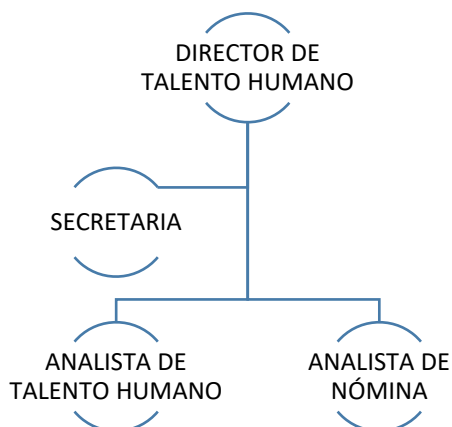 DIRECTOR DE
TALENTO HUMANO
SECRETARIA
ANALISTA DE
TALENTO HUMANO
ANALISTA DE
NÓMINA